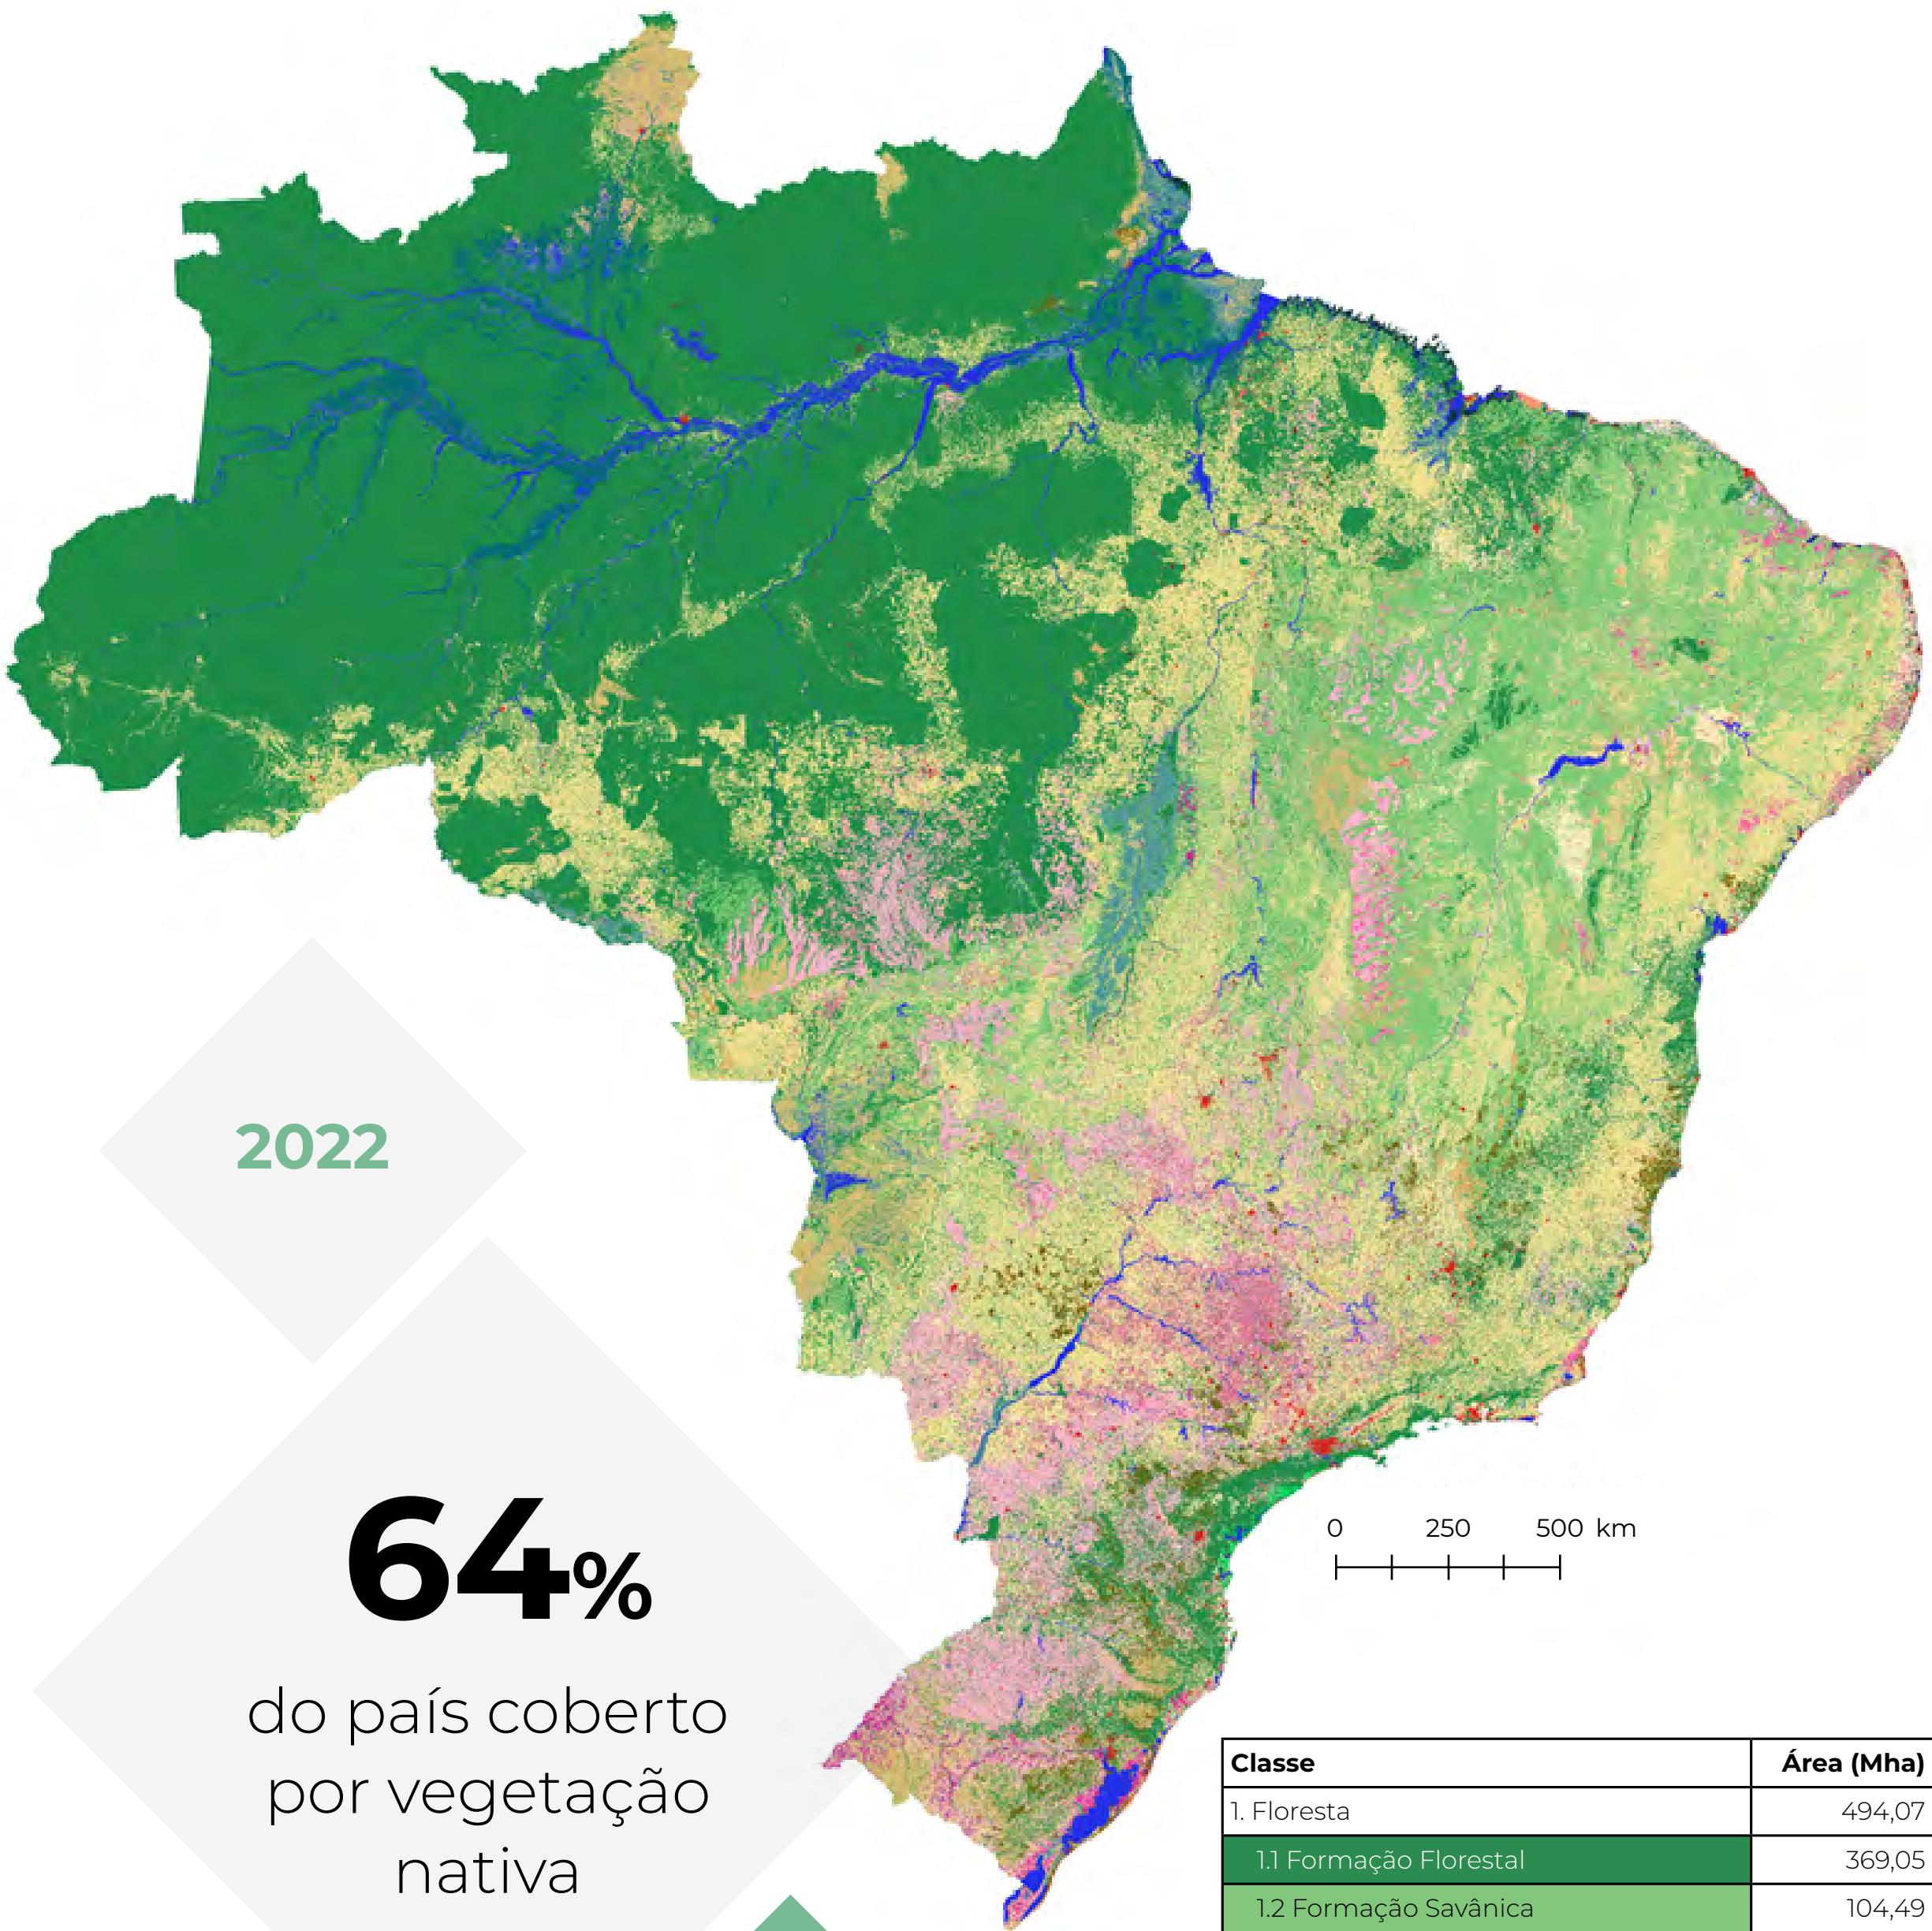 2022
64%
do país coberto
por vegetação
nativa
0 250 500 km
Classe Área (Mha)
1. Floresta 494,07
1.1 Formação Florestal 369,05
1.2 Formação Savânica 104,49